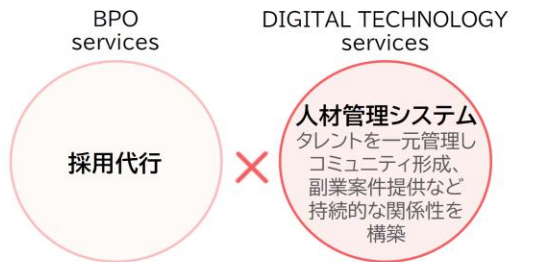 BPO
services
採用代行
×
DIGITAL TECHNOLOGY
services
人材管理システム
タレントを一元管理し
コミュニティ形成、
副業案件提供など
持続的な関係性を
構築